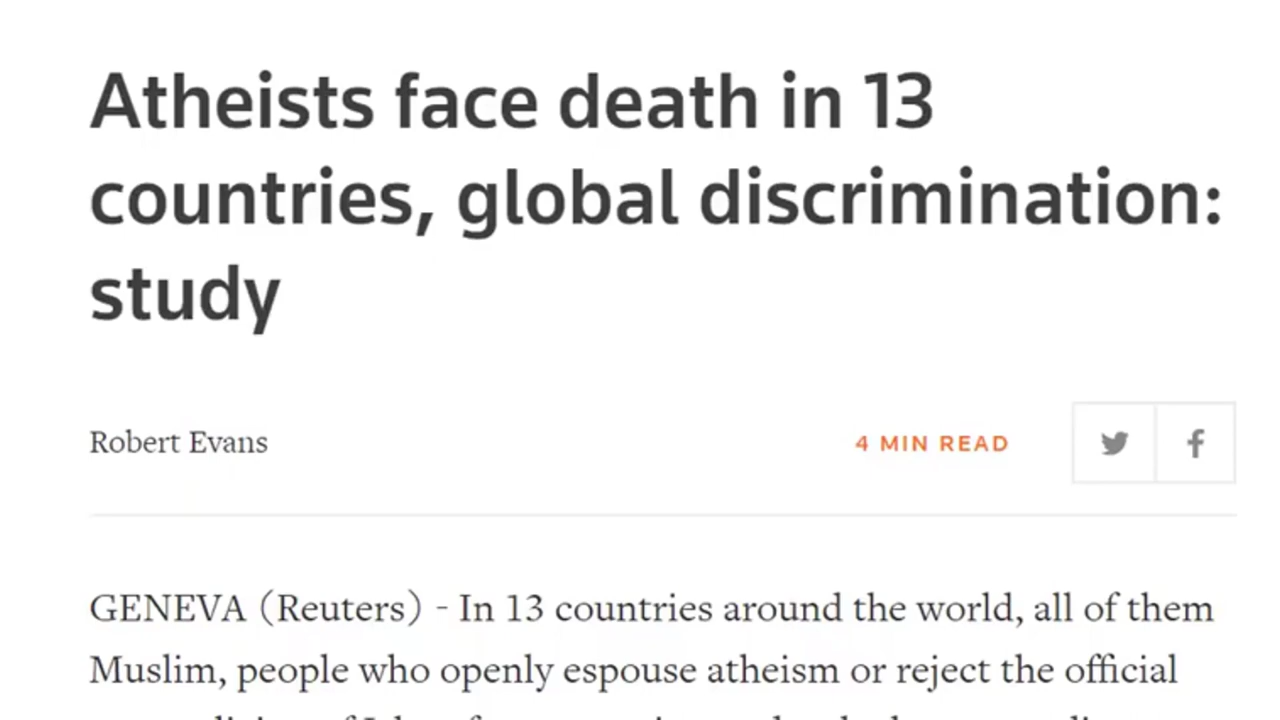 Atheists face death in 13
countries, global discrimination:
study
Robert Evans
4 MIN READ
GENEVA (Reuters) - In 13 countries around the world, all of them
Muslim, people who openly espouse atheism or reject the official